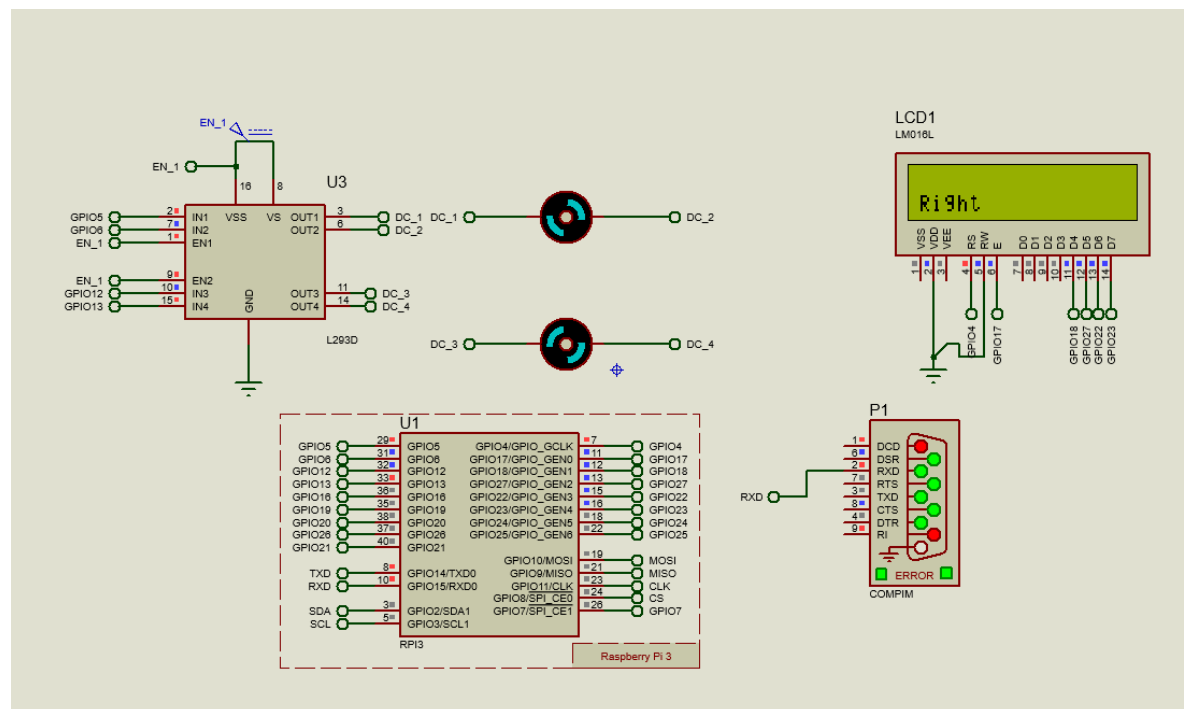 EN_1
EN_1
16
8
U3
GPIO5
2
IN1
VSS
VS
OUT1
3
DC_1
GPIO6
7
IN2
OUT2
6
DC_2
EN_1
1
EN1
EN_1
9
EN2
GPIO12
10
IN3
OUT3
11
DC_3
GPIO13
15
IN4
GND
OUT4
14
DC_4
L293D
DC_1
DC_2
DC_3
DC_4
LCD1
LM016L
Right
VSS
VDD
VEE
RS
RW
E
D0
D1
D2
D3
D4
D5
D6
D7
1
2
3
4
5
6
7
8
9
10
11
12
13
14
GPIO4
GPIO17
GPIO18
GPIO27
GPIO22
GPIO23
U1
GPIO5 29 GPIO5 GPIO4/GPIO_GCLK 7 GPIO4
GPIO6 31 GPIO6 GPIO17/GPIO_GEN0 11 GPIO17
GPIO12 32 GPIO12 GPIO18/GPIO_GEN1 12 GPIO18
GPIO13 33 GPIO13 GPIO27/GPIO_GEN2 13 GPIO27
GPIO16 36 GPIO16 GPIO22/GPIO_GEN3 15 GPIO22
GPIO19 35 GPIO19 GPIO23/GPIO_GEN4 16 GPIO23
GPIO20 38 GPIO20 GPIO24/GPIO_GEN5 18 GPIO24
GPIO26 37 GPIO26 GPIO25/GPIO_GEN6 22 GPIO25
GPIO21 40 GPIO21
GPIO10/MOSI 19 MOSI
TXD 8 GPIO14/TXD0 GPIO9/MISO 21 MISO
RXD 10 GPIO15/RXD0 GPIO11/CLK 23 CLK
GPIO8/SPI_CE0 24 CS
SDA 3 GPIO2/SDA1 GPIO7/SPI_CE1 26 GPIO7
SCL 5 GPIO3/SCL1
RPI3
Raspberry Pi 3
P1
1 DCD
6 DSR
RXD 2 RXD
7 RTS
3 TXD
8 CTS
4 DTR
9 RI
ERROR
COMPIM